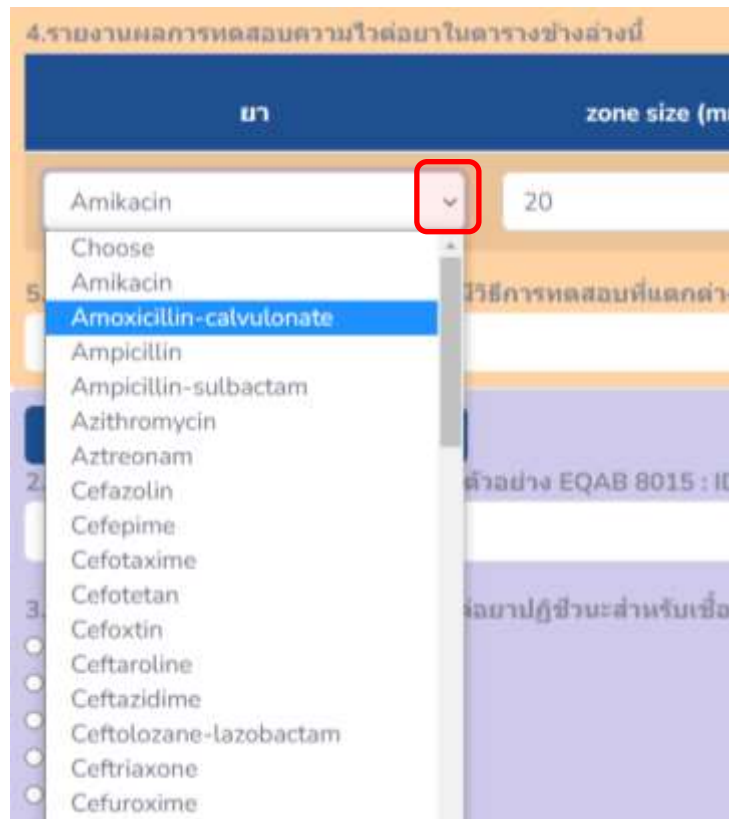 4.รายงานผลการทดสอบความไวต่อยาในตารางข้างล่างนี้
ยา
zone size (m
Amikacin
20
Choose
Amikacin
5.
วิธีการทดสอบที่แตกต่าง
Amoxicillin-calvulonate
Ampicillin
Ampicillin-sulbactam
Azithromycin
Aztreonam
2.
ตัวอย่าง EQAB 8015 : ID
Cefazolin
Cefepime
Cefotaxime
Cefotetan
3.
ต่อยาปฏิชีวนะสำหรับเชื้อ
Cefoxtin
Ceftaroline
Ceftazidime
Ceftolozane-lazobactam
Ceftriaxone
Cefuroxime